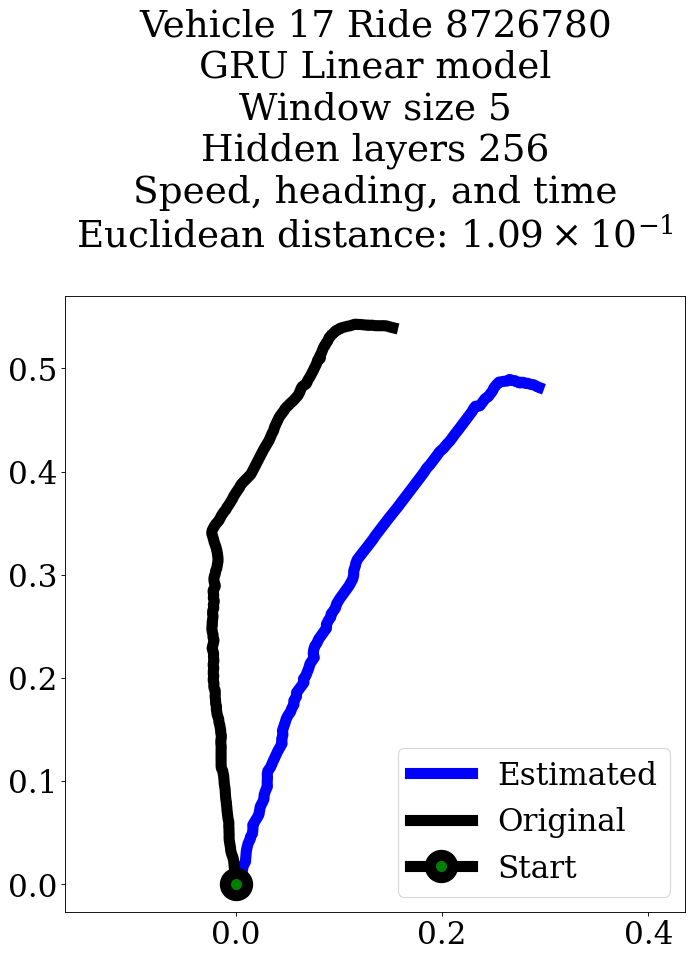 Vehicle 17 Ride 8726780
GRU Linear model
Window size 5
Hidden layers 256
Speed, heading, and time
Euclidean distance: 1.09 × 10⁻¹
0.5
0.4
0.3
0.2
0.1
0.0
Estimated
Original
Start
0.0 0.2 0.4